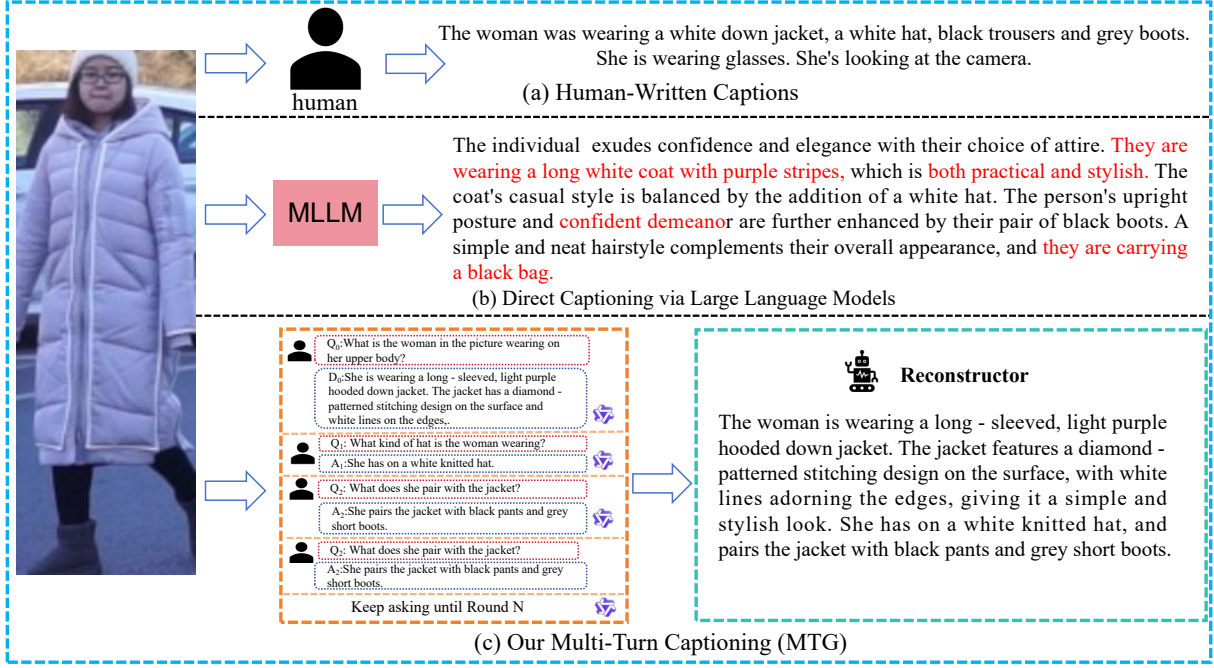 The woman was wearing a white down jacket, a white hat, black trousers and grey boots.
She is wearing glasses. She's looking at the camera.
human
(a) Human-Written Captions
The individual exudes confidence and elegance with their choice of attire. They are
wearing a long white coat with purple stripes, which is both practical and stylish. The
coat's casual style is balanced by the addition of a white hat. The person's upright
posture and confident demeanor are further enhanced by their pair of black boots. A
simple and neat hairstyle complements their overall appearance, and they are carrying
a black bag.
MLLM
(b) Direct Captioning via Large Language Models
Q₀:What is the woman in the picture wearing on
her upper body?
D₀:She is wearing a long - sleeved, light purple
hooded down jacket. The jacket has a diamond -
patterned stitching design on the surface and
white lines on the edges,.
Q₁: What kind of hat is the woman wearing?
A₁:She has on a white knitted hat.
Q₂: What does she pair with the jacket?
A₂:She pairs the jacket with black pants and grey
short boots.
Q₂: What does she pair with the jacket?
A₂:She pairs the jacket with black pants and grey
short boots.
Keep asking until Round N
Reconstructor
The woman is wearing a long - sleeved, light purple
hooded down jacket. The jacket features a diamond -
patterned stitching design on the surface, with white
lines adorning the edges, giving it a simple and
stylish look. She has on a white knitted hat, and
pairs the jacket with black pants and grey short boots.
(c) Our Multi-Turn Captioning (MTG)